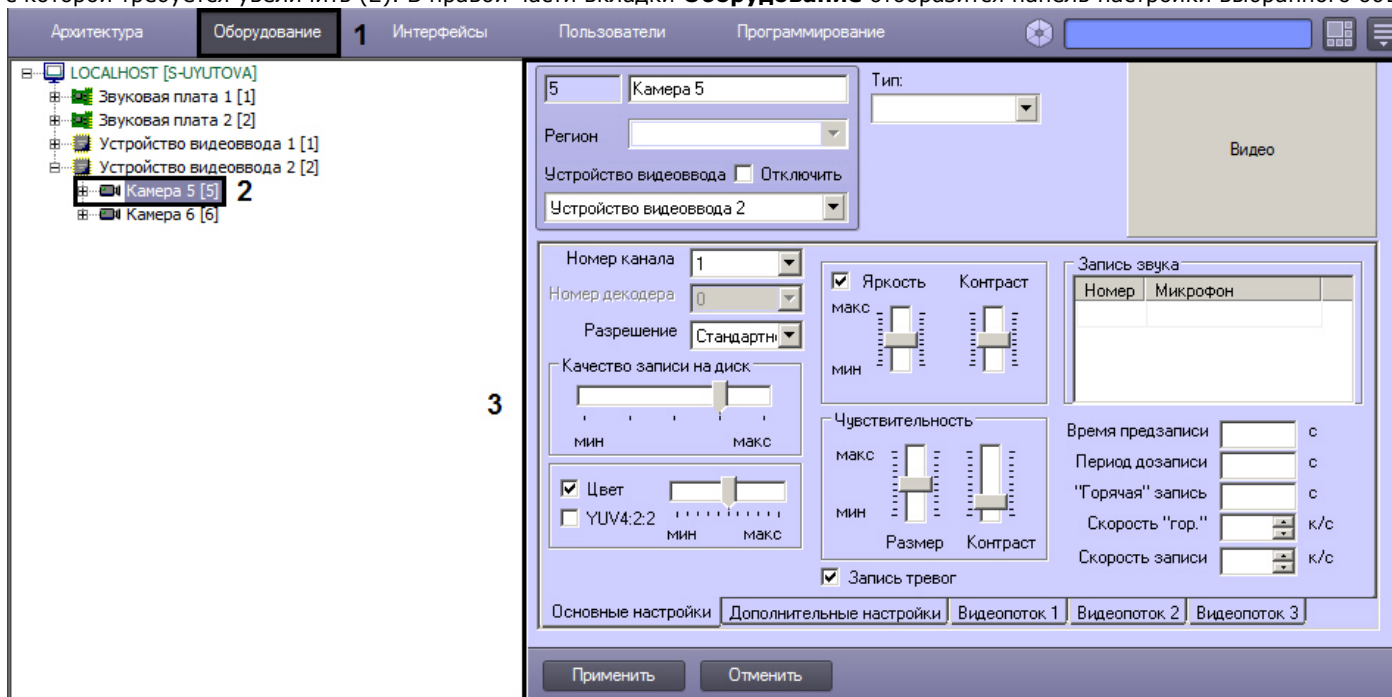 с которой требуется увеличить (2). В правой части вкладки Оборудование отобразится панель настройки выбранного
Архитектура Оборудование 1 Интерфейсы Пользователи Программирование
LOCALHOST [S-UYUTOVA]
Звуковая плата 1 [1]
Звуковая плата 2 [2]
Устройство видеоввода 1 [1]
Устройство видеоввода 2 [2]
Камера 5 [5] 2
Камера 6 [6]
3
5 Камера 5
Регион
Устройство видеоввода Отключить
Устройство видеоввода 2
Тип:
Видео
Номер канала 1
Номер декодера 0
Разрешение Стандартн
Качество записи на диск
мин макс
Цвет
YUV4:2:2
мин макс
Яркость Контраст
макс
мин
Чувствительность
макс
мин
Размер Контраст
Запись тревог
Запись звука
Номер Микрофон
Время предзаписи с
Период дозаписи с
"Горячая" запись с
Скорость "гор." к/с
Скорость записи к/с
Основные настройки Дополнительные настройки Видеопоток 1 Видеопоток 2 Видеопоток 3
Применить Отменить